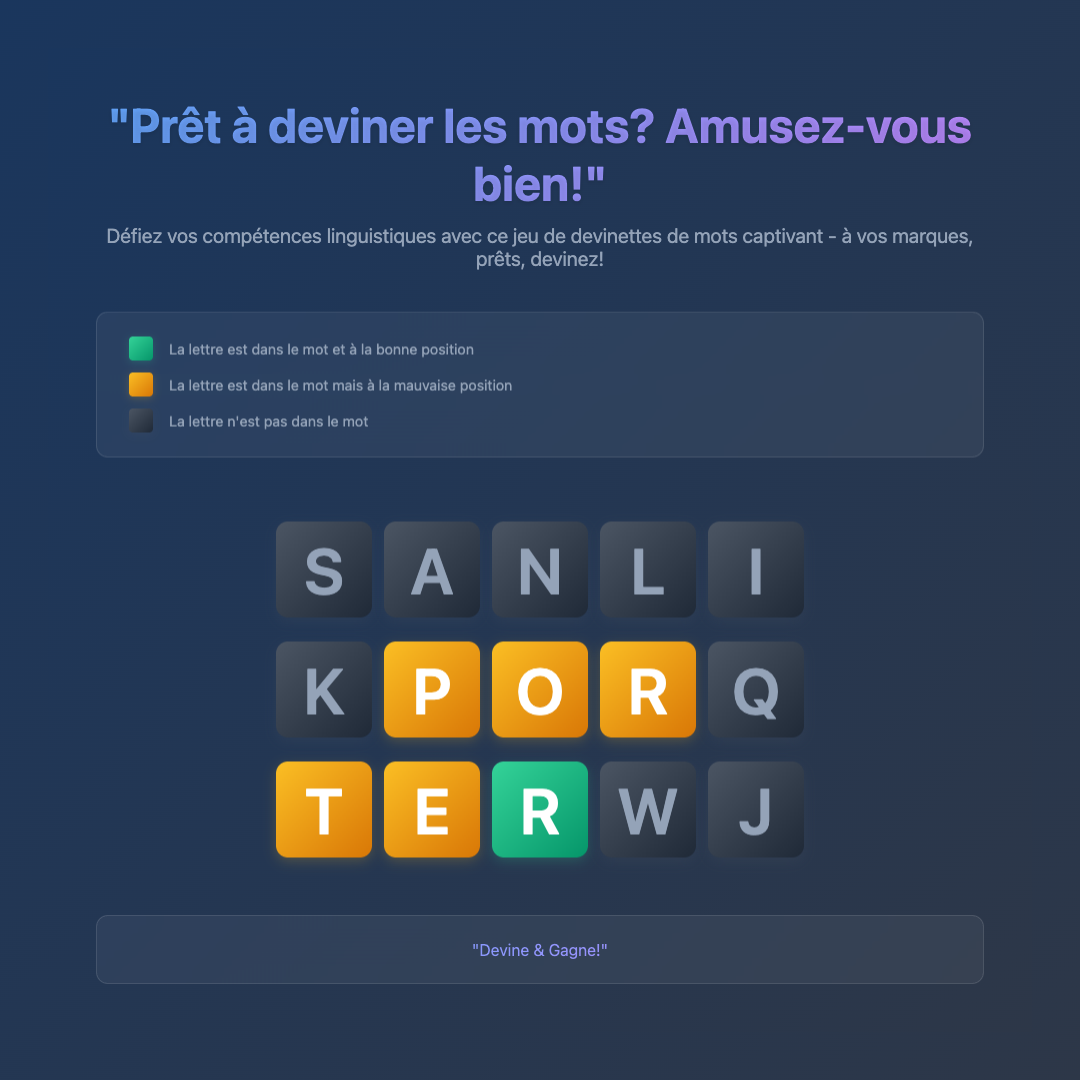 "Prêt à deviner les mots? Amusez-vous
bien!"
Défiez vos compétences linguistiques avec ce jeu de devinettes de mots captivant - à vos marques,
prêts, devinez!
La lettre est dans le mot et à la bonne position
La lettre est dans le mot mais à la mauvaise position
La lettre n'est pas dans le mot
S A N L I
K P O R Q
T E R W J
"Devine & Gagne!"